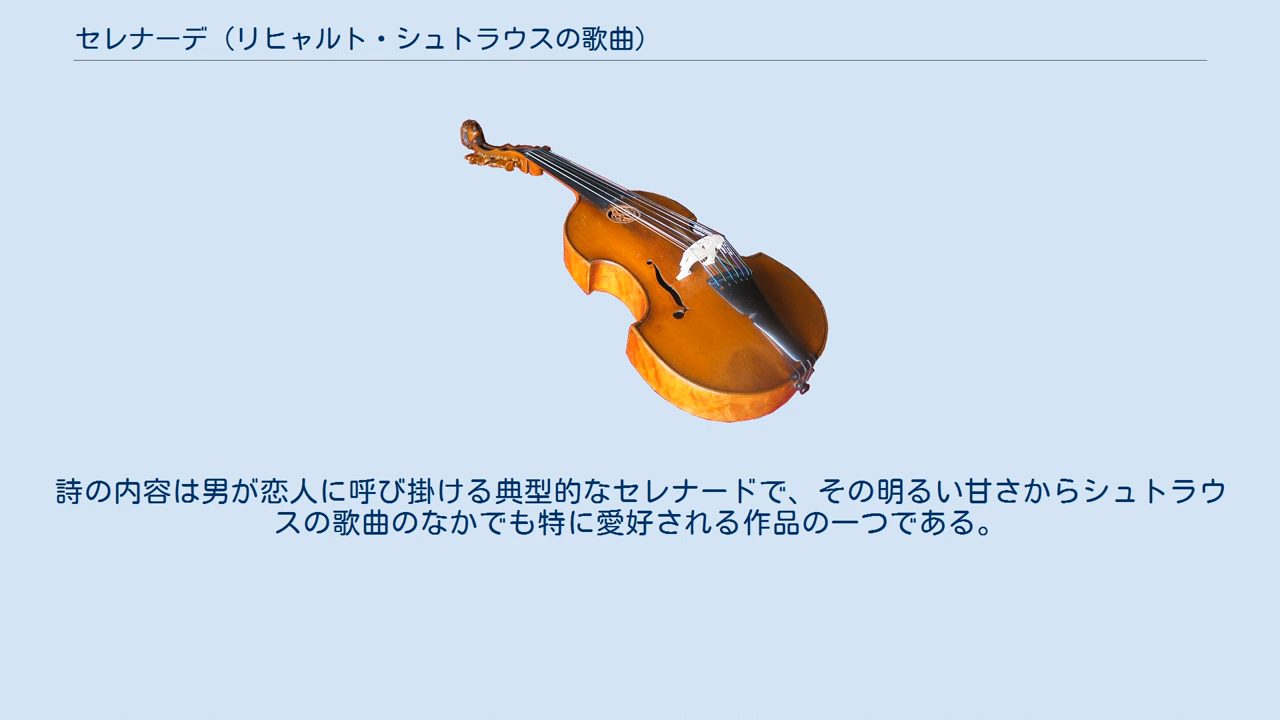 セレナーデ（リヒャルト・シュトラウスの歌曲）
詩の内容は男が恋人に呼び掛ける典型的なセレナードで、その明るい甘さからシュトラウ
スの歌曲のなかでも特に愛好される作品の一つである。